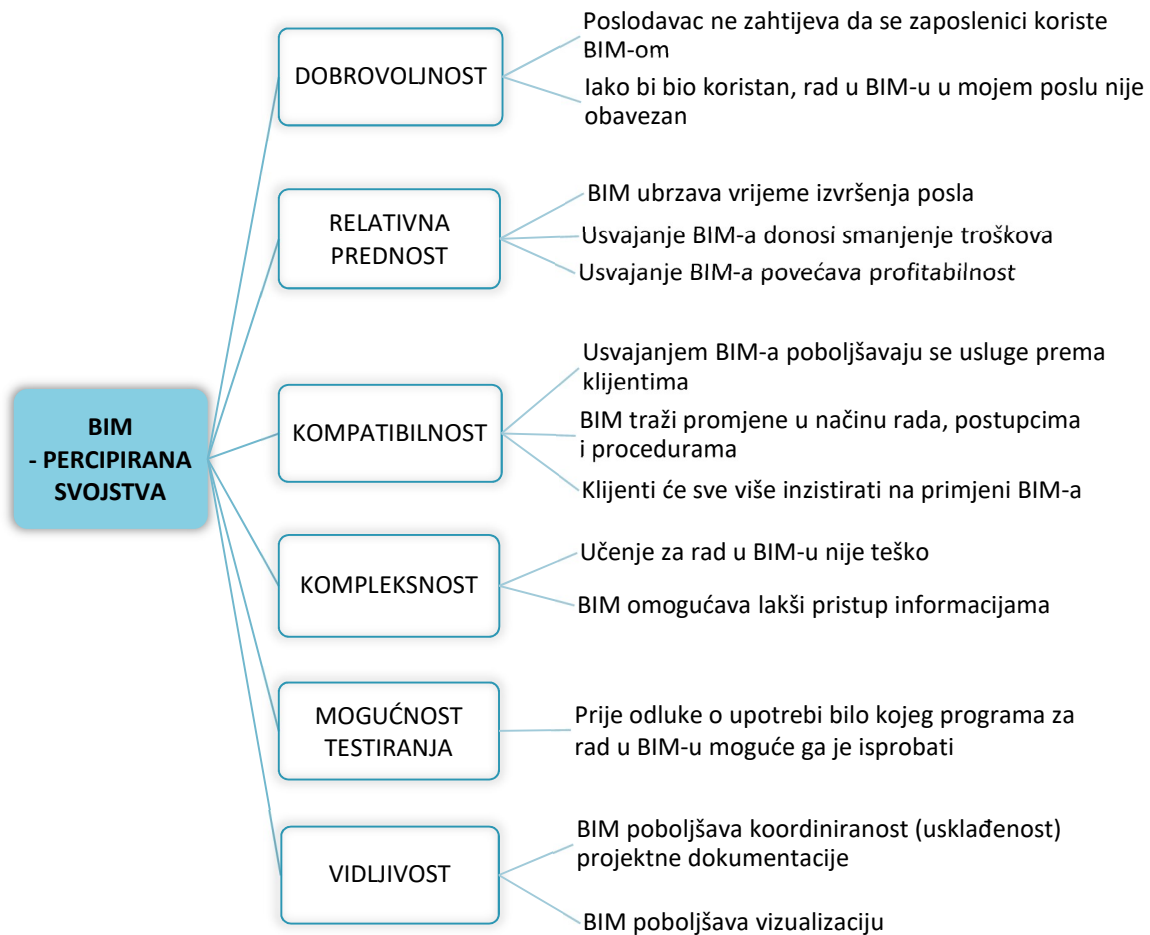 BIM
- PERCIPIRANA
SVOJSTVA
DOBROVOLJNOST
Poslodavac ne zahtijeva da se zaposlenici koriste
BIM-om
Iako bi bio koristan, rad u BIM-u u mojem poslu nije
obavezan
RELATIVNA
PREDNOST
BIM ubrzava vrijeme izvršenja posla
Usvajanje BIM-a donosi smanjenje troškova
Usvajanje BIM-a povećava profitabilnost
KOMPATIBILNOST
Usvajanjem BIM-a poboljšavaju se usluge prema
klijentima
BIM traži promjene u načinu rada, postupcima
i procedurama
Klijenti će sve više inzistirati na primjeni BIM-a
KOMPLEKSNOST
Učenje za rad u BIM-u nije teško
BIM omogućava lakši pristup informacijama
MOGUĆNOST
TESTIRANJA
Prije odluke o upotrebi bilo kojeg programa za
rad u BIM-u moguće ga je isprobati
VIDLJIVOST
BIM poboljšava koordiniranost (usklađenost)
projektne dokumentacije
BIM poboljšava vizualizaciju